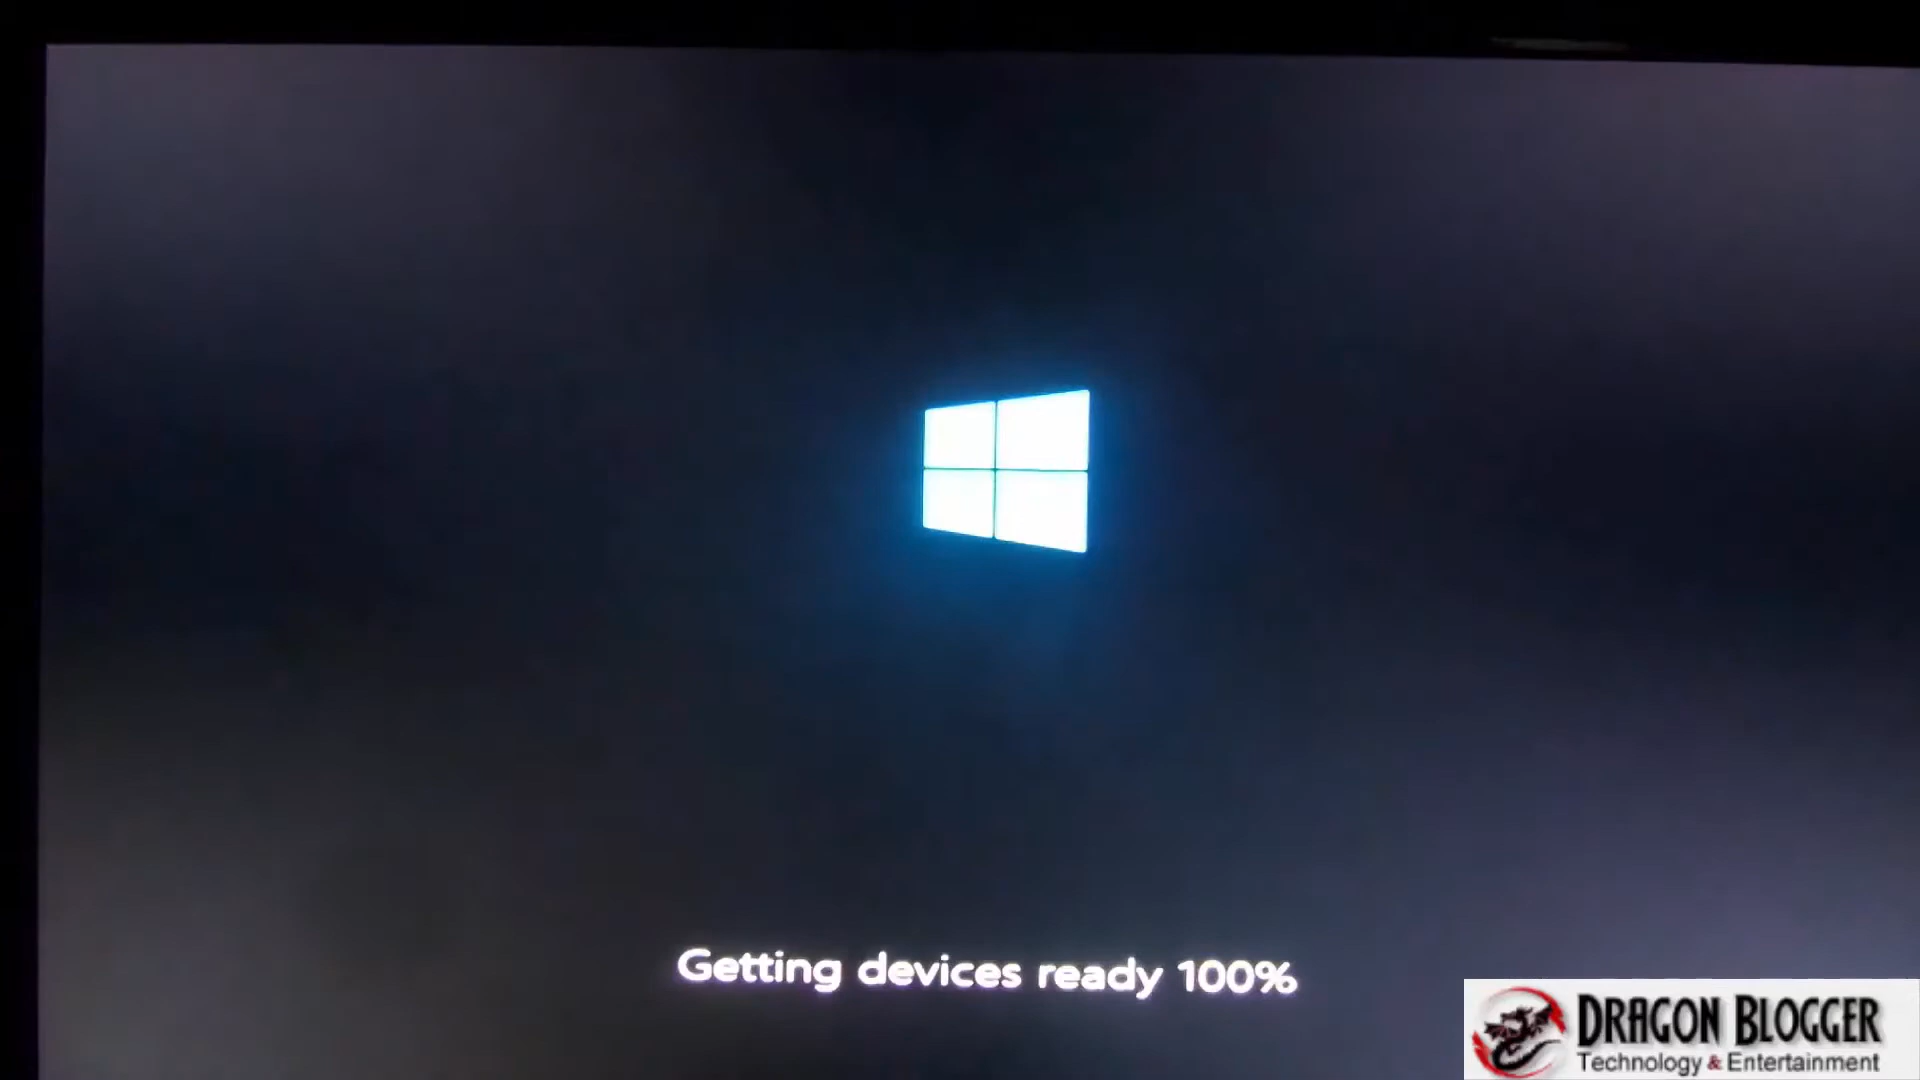 Getting devices ready 100%
DRAGON BLOGGER
Technology & Entertainment